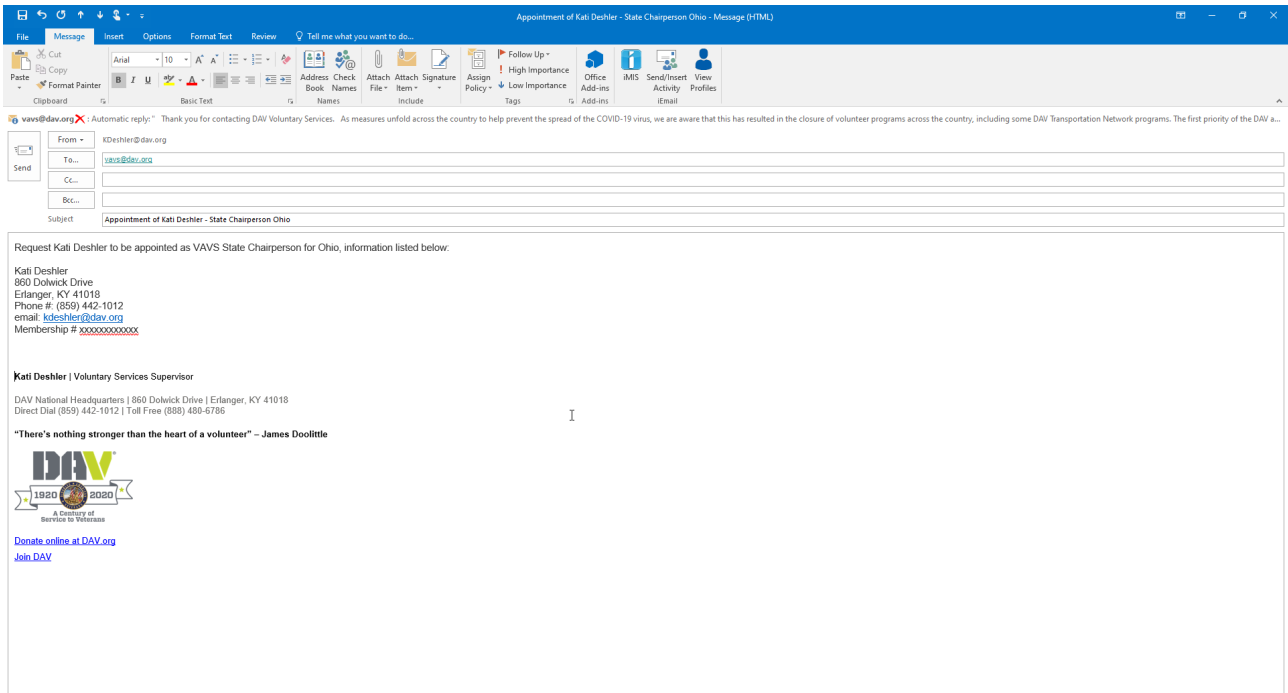 Appointment of Kati Deshler - State Chairperson Ohio - Message (HTML)
File Message Insert Options Format Text Review Tell me what you want to do...
Paste
Cut
Copy
Format Painter
Clipboard
Arial 10
B I U
Basic Text
Address Book
Check Names
Names
Attach File
Attach Item
Signature
Include
Assign Policy
Follow Up
High Importance
Low Importance
Tags
Office Add-ins
Add-ins
iMIS
Send/Insert Activity
View Profiles
iEmail
vavs@dav.org : Automatic reply: " Thank you for contacting DAV Voluntary Services. As measures unfold across the country to help prevent the spread of the COVID-19 virus, we are aware that this has resulted in the closure of volunteer programs across the country, including some DAV Transportation Network programs. The first priority of the DAV a...
Send
From KDeshler@dav.org
To... vavs@dav.org
Cc...
Bcc...
Subject Appointment of Kati Deshler - State Chairperson Ohio
Request Kati Deshler to be appointed as VAVS State Chairperson for Ohio, information listed below:
Kati Deshler
860 Dolwick Drive
Erlanger, KY 41018
Phone #: (859) 442-1012
email: kdeshler@dav.org
Membership # xxxxxxxxxxxx
Kati Deshler | Voluntary Services Supervisor
DAV National Headquarters | 860 Dolwick Drive | Erlanger, KY 41018
Direct Dial (859) 442-1012 | Toll Free (888) 480-6786
“There’s nothing stronger than the heart of a volunteer” – James Doolittle
DAV
1920 2020
A Century of
Service to Veterans
Donate online at DAV.org
Join DAV